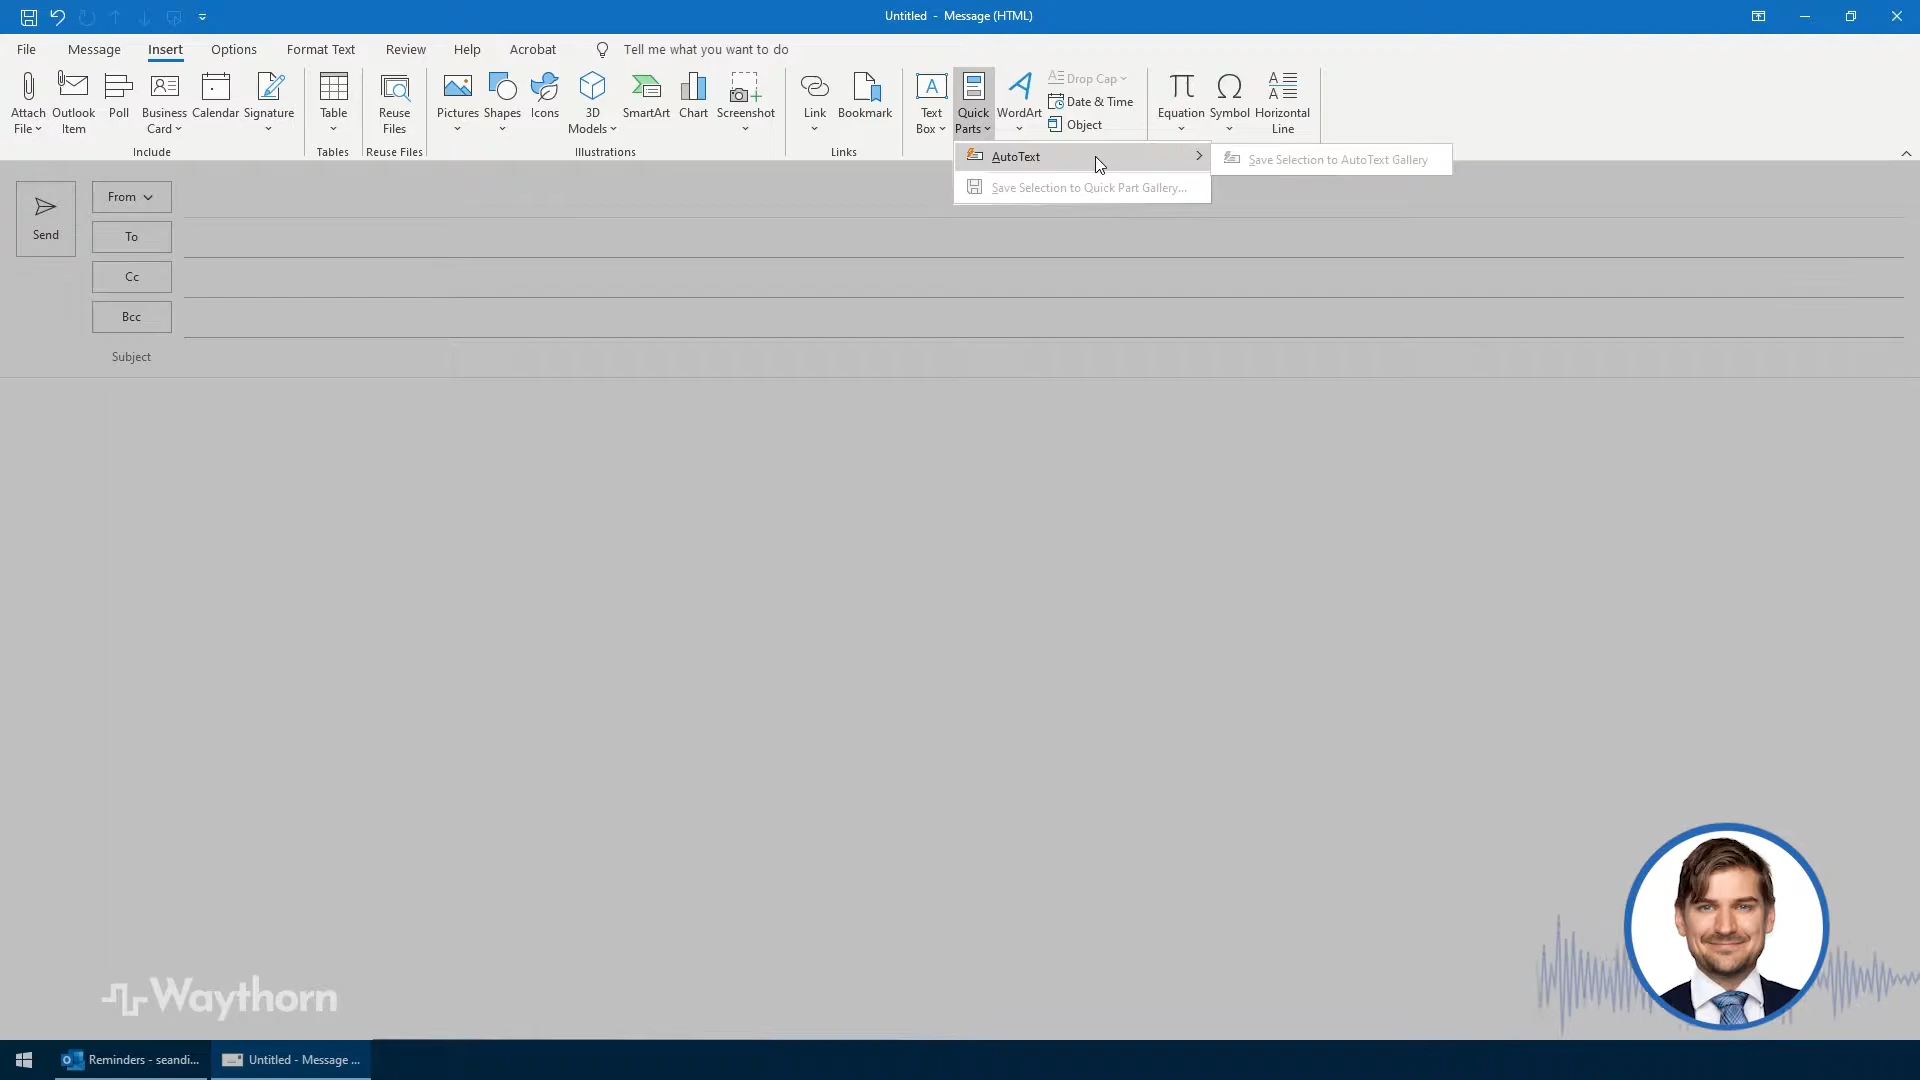 Untitled - Message (HTML)
File Message Insert Options Format Text Review Help Acrobat Tell me what you want to do
Attach File
Outlook Item
Poll
Business Card
Calendar
Signature
Include
Table
Tables
Reuse Files
Reuse Files
Pictures
Shapes
Icons
3D Models
SmartArt
Chart
Screenshot
Illustrations
Link
Bookmark
Links
Text Box
Quick Parts
WordArt
Drop Cap
Date & Time
Object
Equation
Symbol
Horizontal Line
AutoText
Save Selection to Quick Part Gallery...
Save Selection to AutoText Gallery
Send
From
To
Cc
Bcc
Subject
Waythorn
Reminders - seandi...
Untitled - Message ...